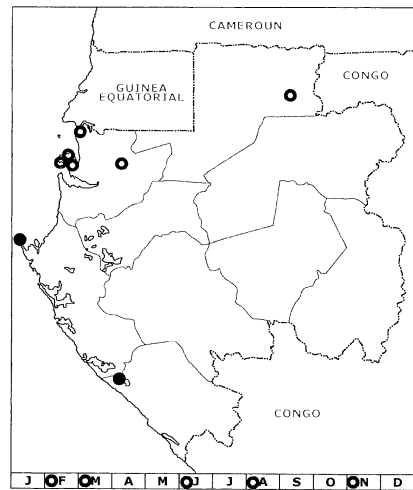 CAMEROUN
CONGO
GUINEA
EQUATORIAL
CONGO
J F M A M J J A S O N D